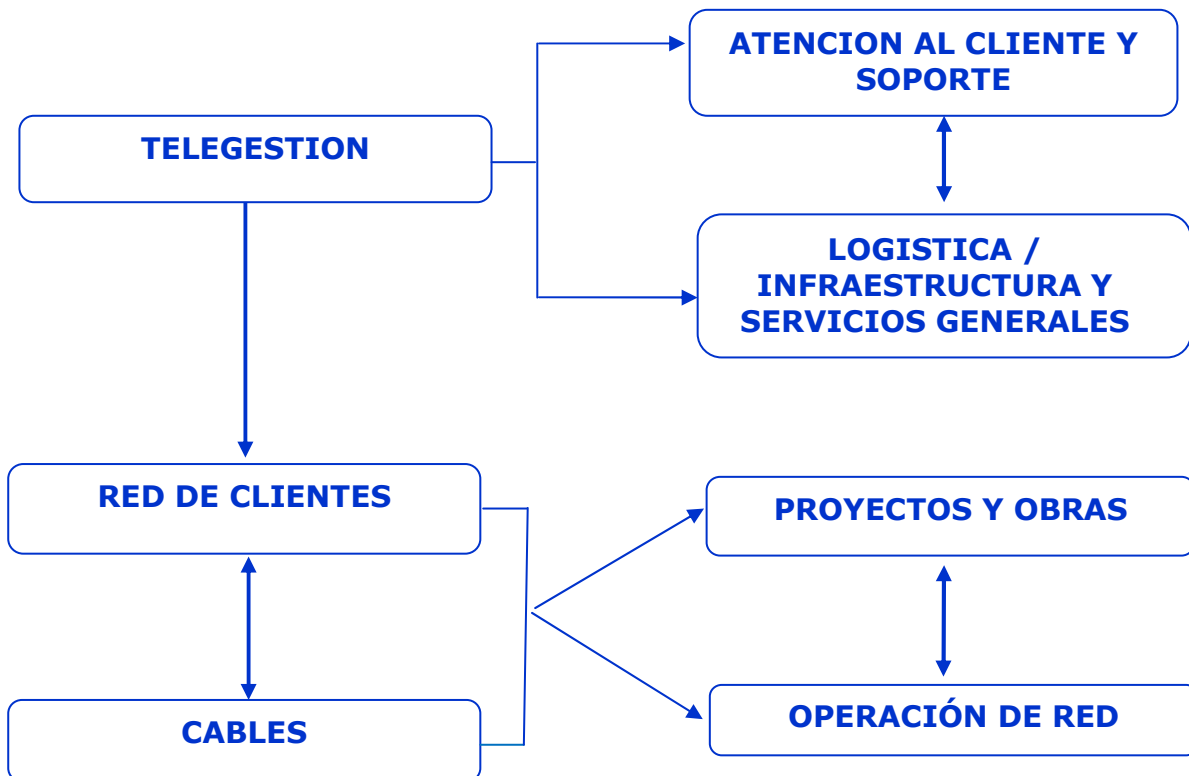 ATENCION AL CLIENTE Y
SOPORTE
TELEGESTION
LOGISTICA /
INFRAESTRUCTURA Y
SERVICIOS GENERALES
RED DE CLIENTES
PROYECTOS Y OBRAS
CABLES
OPERACIÓN DE RED